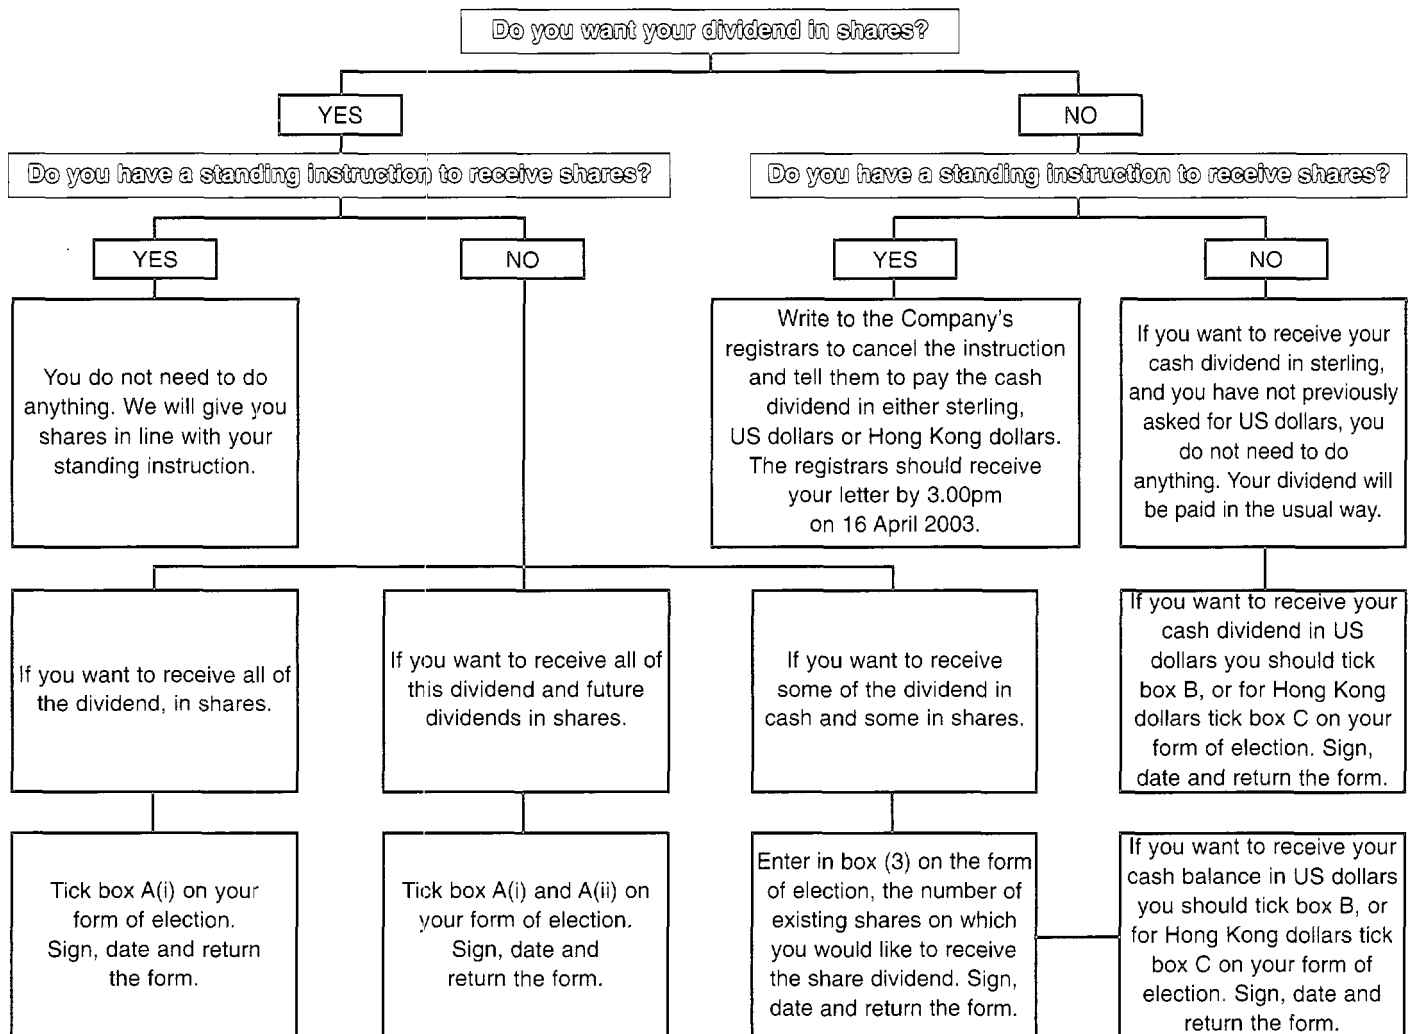 Do you want your dividend in shares?
YES
NO
Do you have a standing instruction to receive shares?
Do you have a standing instruction to receive shares?
YES
NO
YES
NO
You do not need to do
anything. We will give you
shares in line with your
standing instruction.
Write to the Company's
registrars to cancel the instruction
and tell them to pay the cash
dividend in either sterling,
US dollars or Hong Kong dollars.
The registrars should receive
your letter by 3.00pm
on 16 April 2003.
If you want to receive your
cash dividend in sterling,
and you have not previously
asked for US dollars, you
do not need to do
anything. Your dividend will
be paid in the usual way.
If you want to receive all of
the dividend, in shares.
If you want to receive all of
this dividend and future
dividends in shares.
If you want to receive
some of the dividend in
cash and some in shares.
If you want to receive your
cash dividend in US
dollars you should tick
box B, or for Hong Kong
dollars tick box C on your
form of election. Sign,
date and return the form.
Tick box A(i) on your
form of election.
Sign, date and return
the form.
Tick box A(i) and A(ii) on
your form of election.
Sign, date and
return the form.
Enter in box (3) on the form
of election, the number of
existing shares on which
you would like to receive
the share dividend. Sign,
date and return the form.
If you want to receive your
cash balance in US dollars
you should tick box B, or
for Hong Kong dollars tick
box C on your form of
election. Sign, date and
return the form.